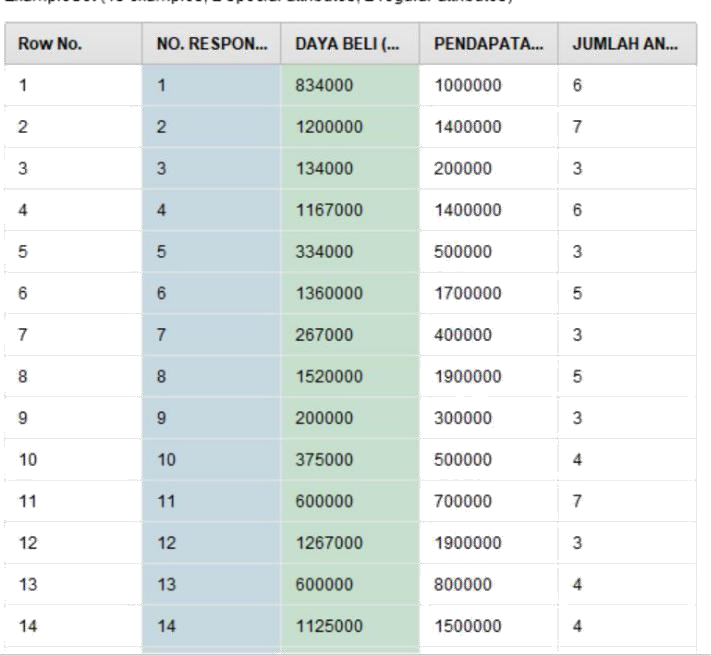 Row No. NO. RESPON... DAYA BELI (... PENDAPATA... JUMLAH AN...
1 1 834000 1000000 6
2 2 1200000 1400000 7
3 3 134000 200000 3
4 4 1167000 1400000 6
5 5 334000 500000 3
6 6 1360000 1700000 5
7 7 267000 400000 3
8 8 1520000 1900000 5
9 9 200000 300000 3
10 10 375000 500000 4
11 11 600000 700000 7
12 12 1267000 1900000 3
13 13 600000 800000 4
14 14 1125000 1500000 4